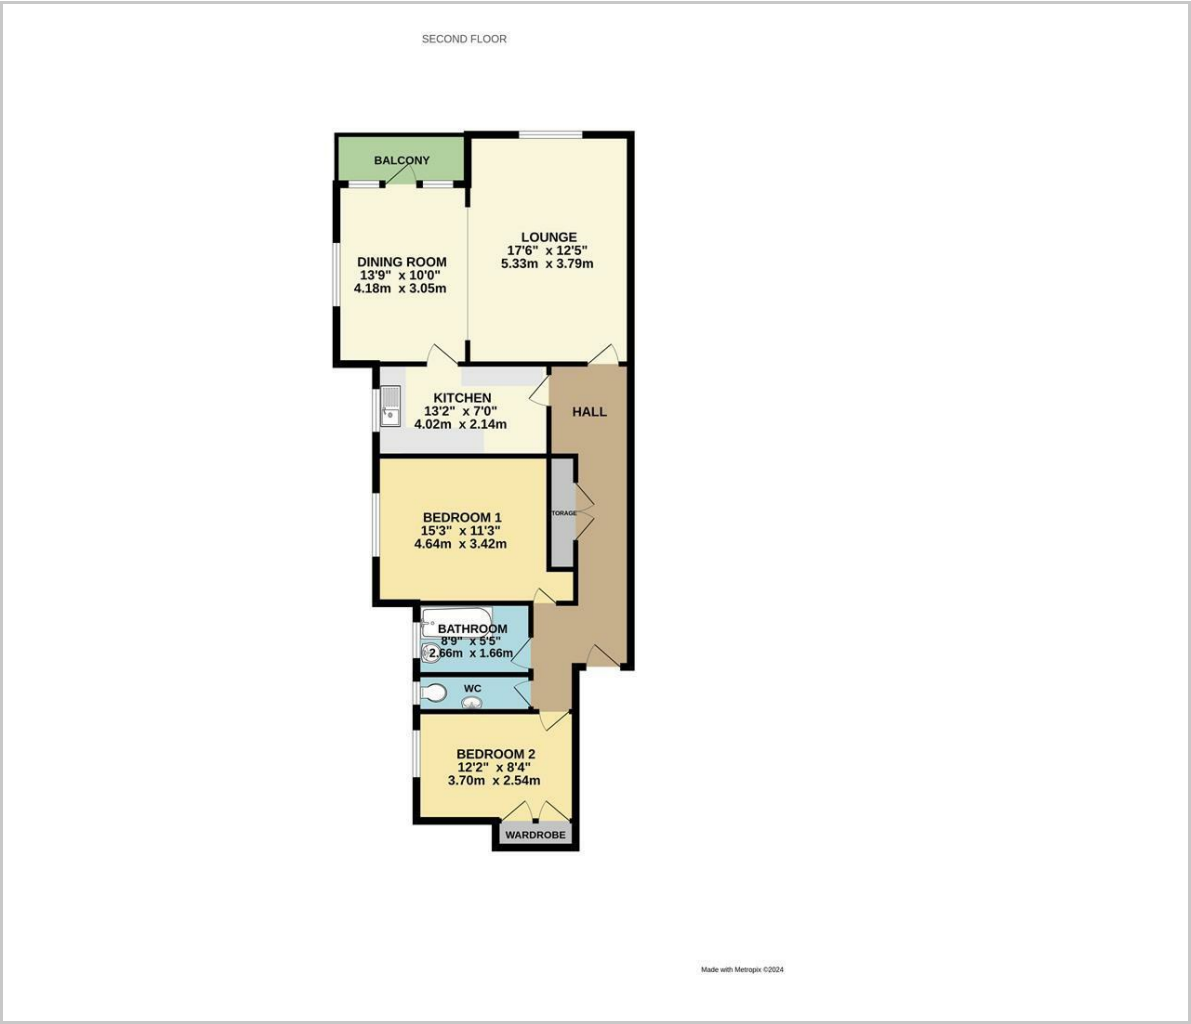 SECOND FLOOR
BALCONY
LOUNGE
17'6" x 12'5"
5.33m x 3.79m
DINING ROOM
13'9" x 10'0"
4.18m x 3.05m
KITCHEN
13'2" x 7'0"
4.02m x 2.14m
HALL
BEDROOM 1
15'3" x 11'3"
4.64m x 3.42m
TORAGE
BATHROOM
8'9" x 5'5"
2.66m x 1.66m
WC
BEDROOM 2
12'2" x 8'4"
3.70m x 2.54m
WARDROBE
Made with Metropix ©2024